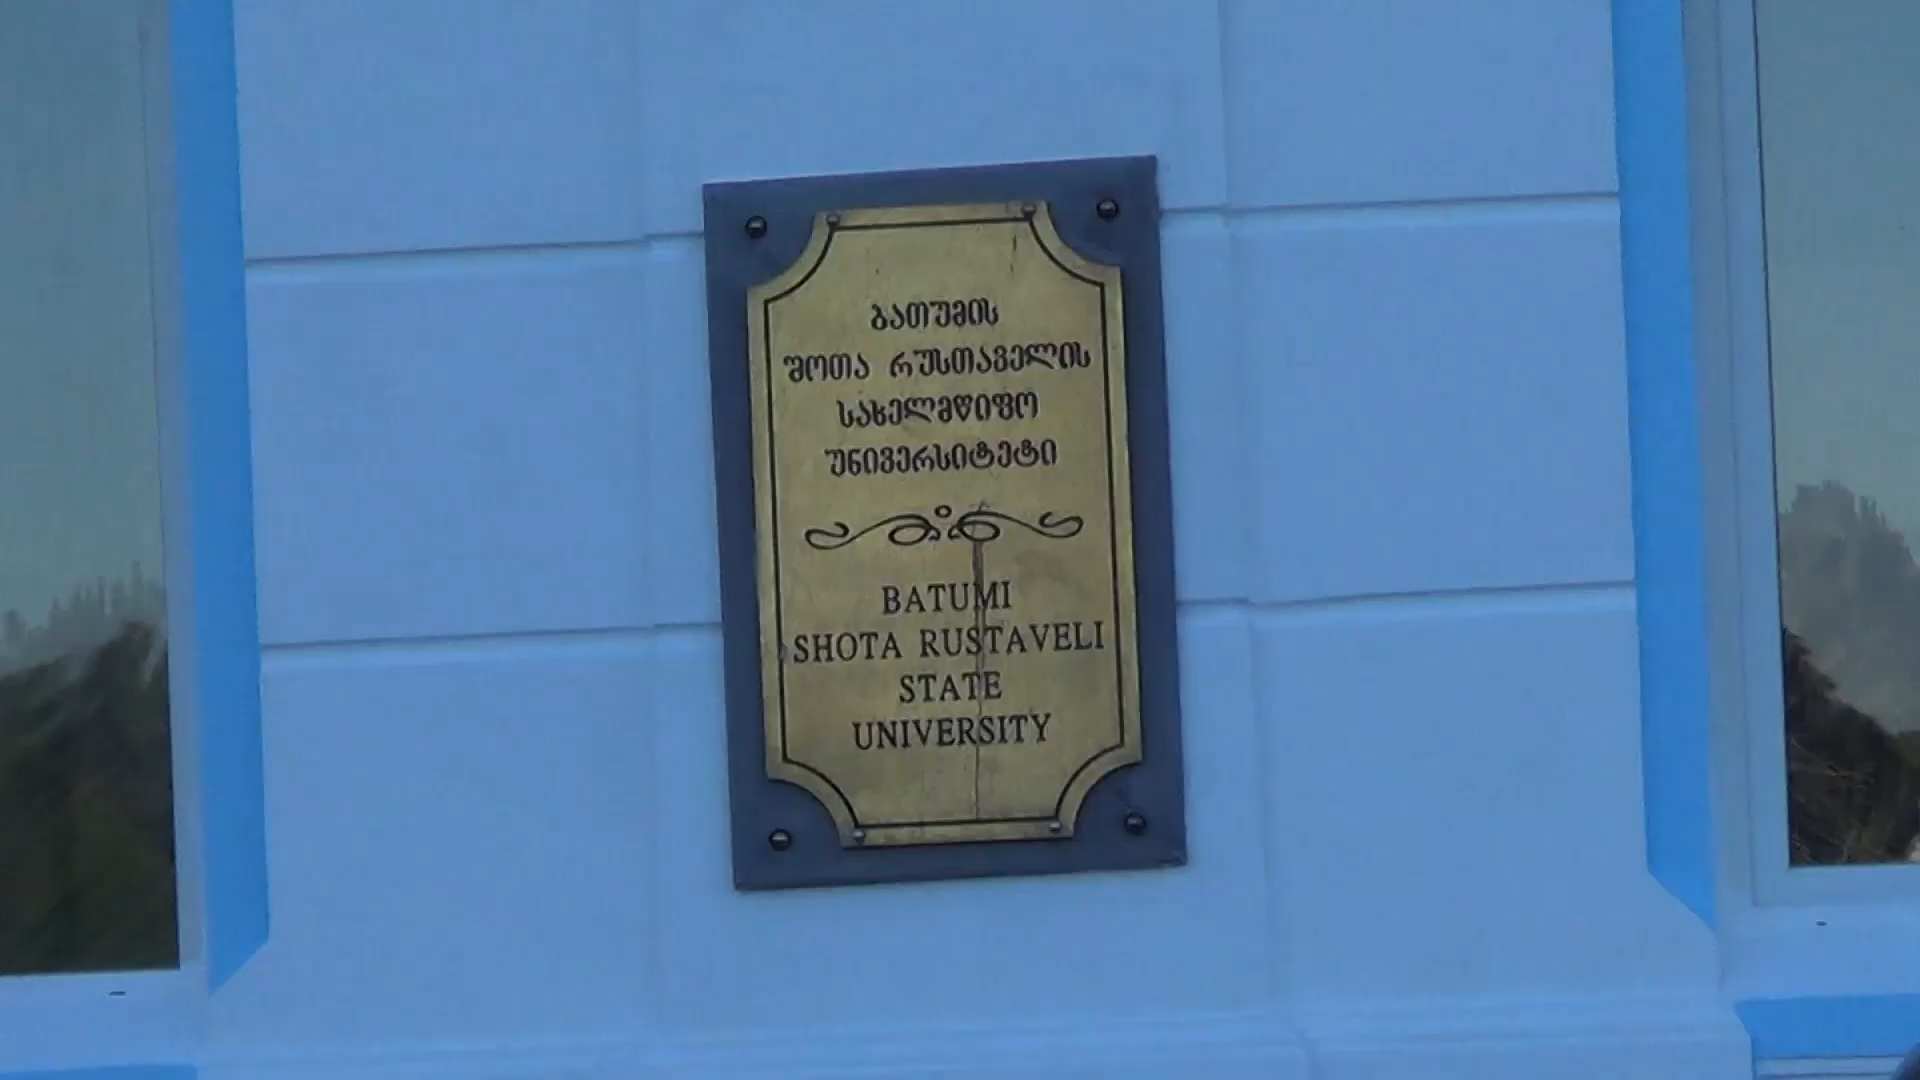 ბათუმის
შოთა რუსთაველის
სახელმწიფო
უნივერსიტეტი
BATUMI
SHOTA RUSTAVELI
STATE
UNIVERSITY